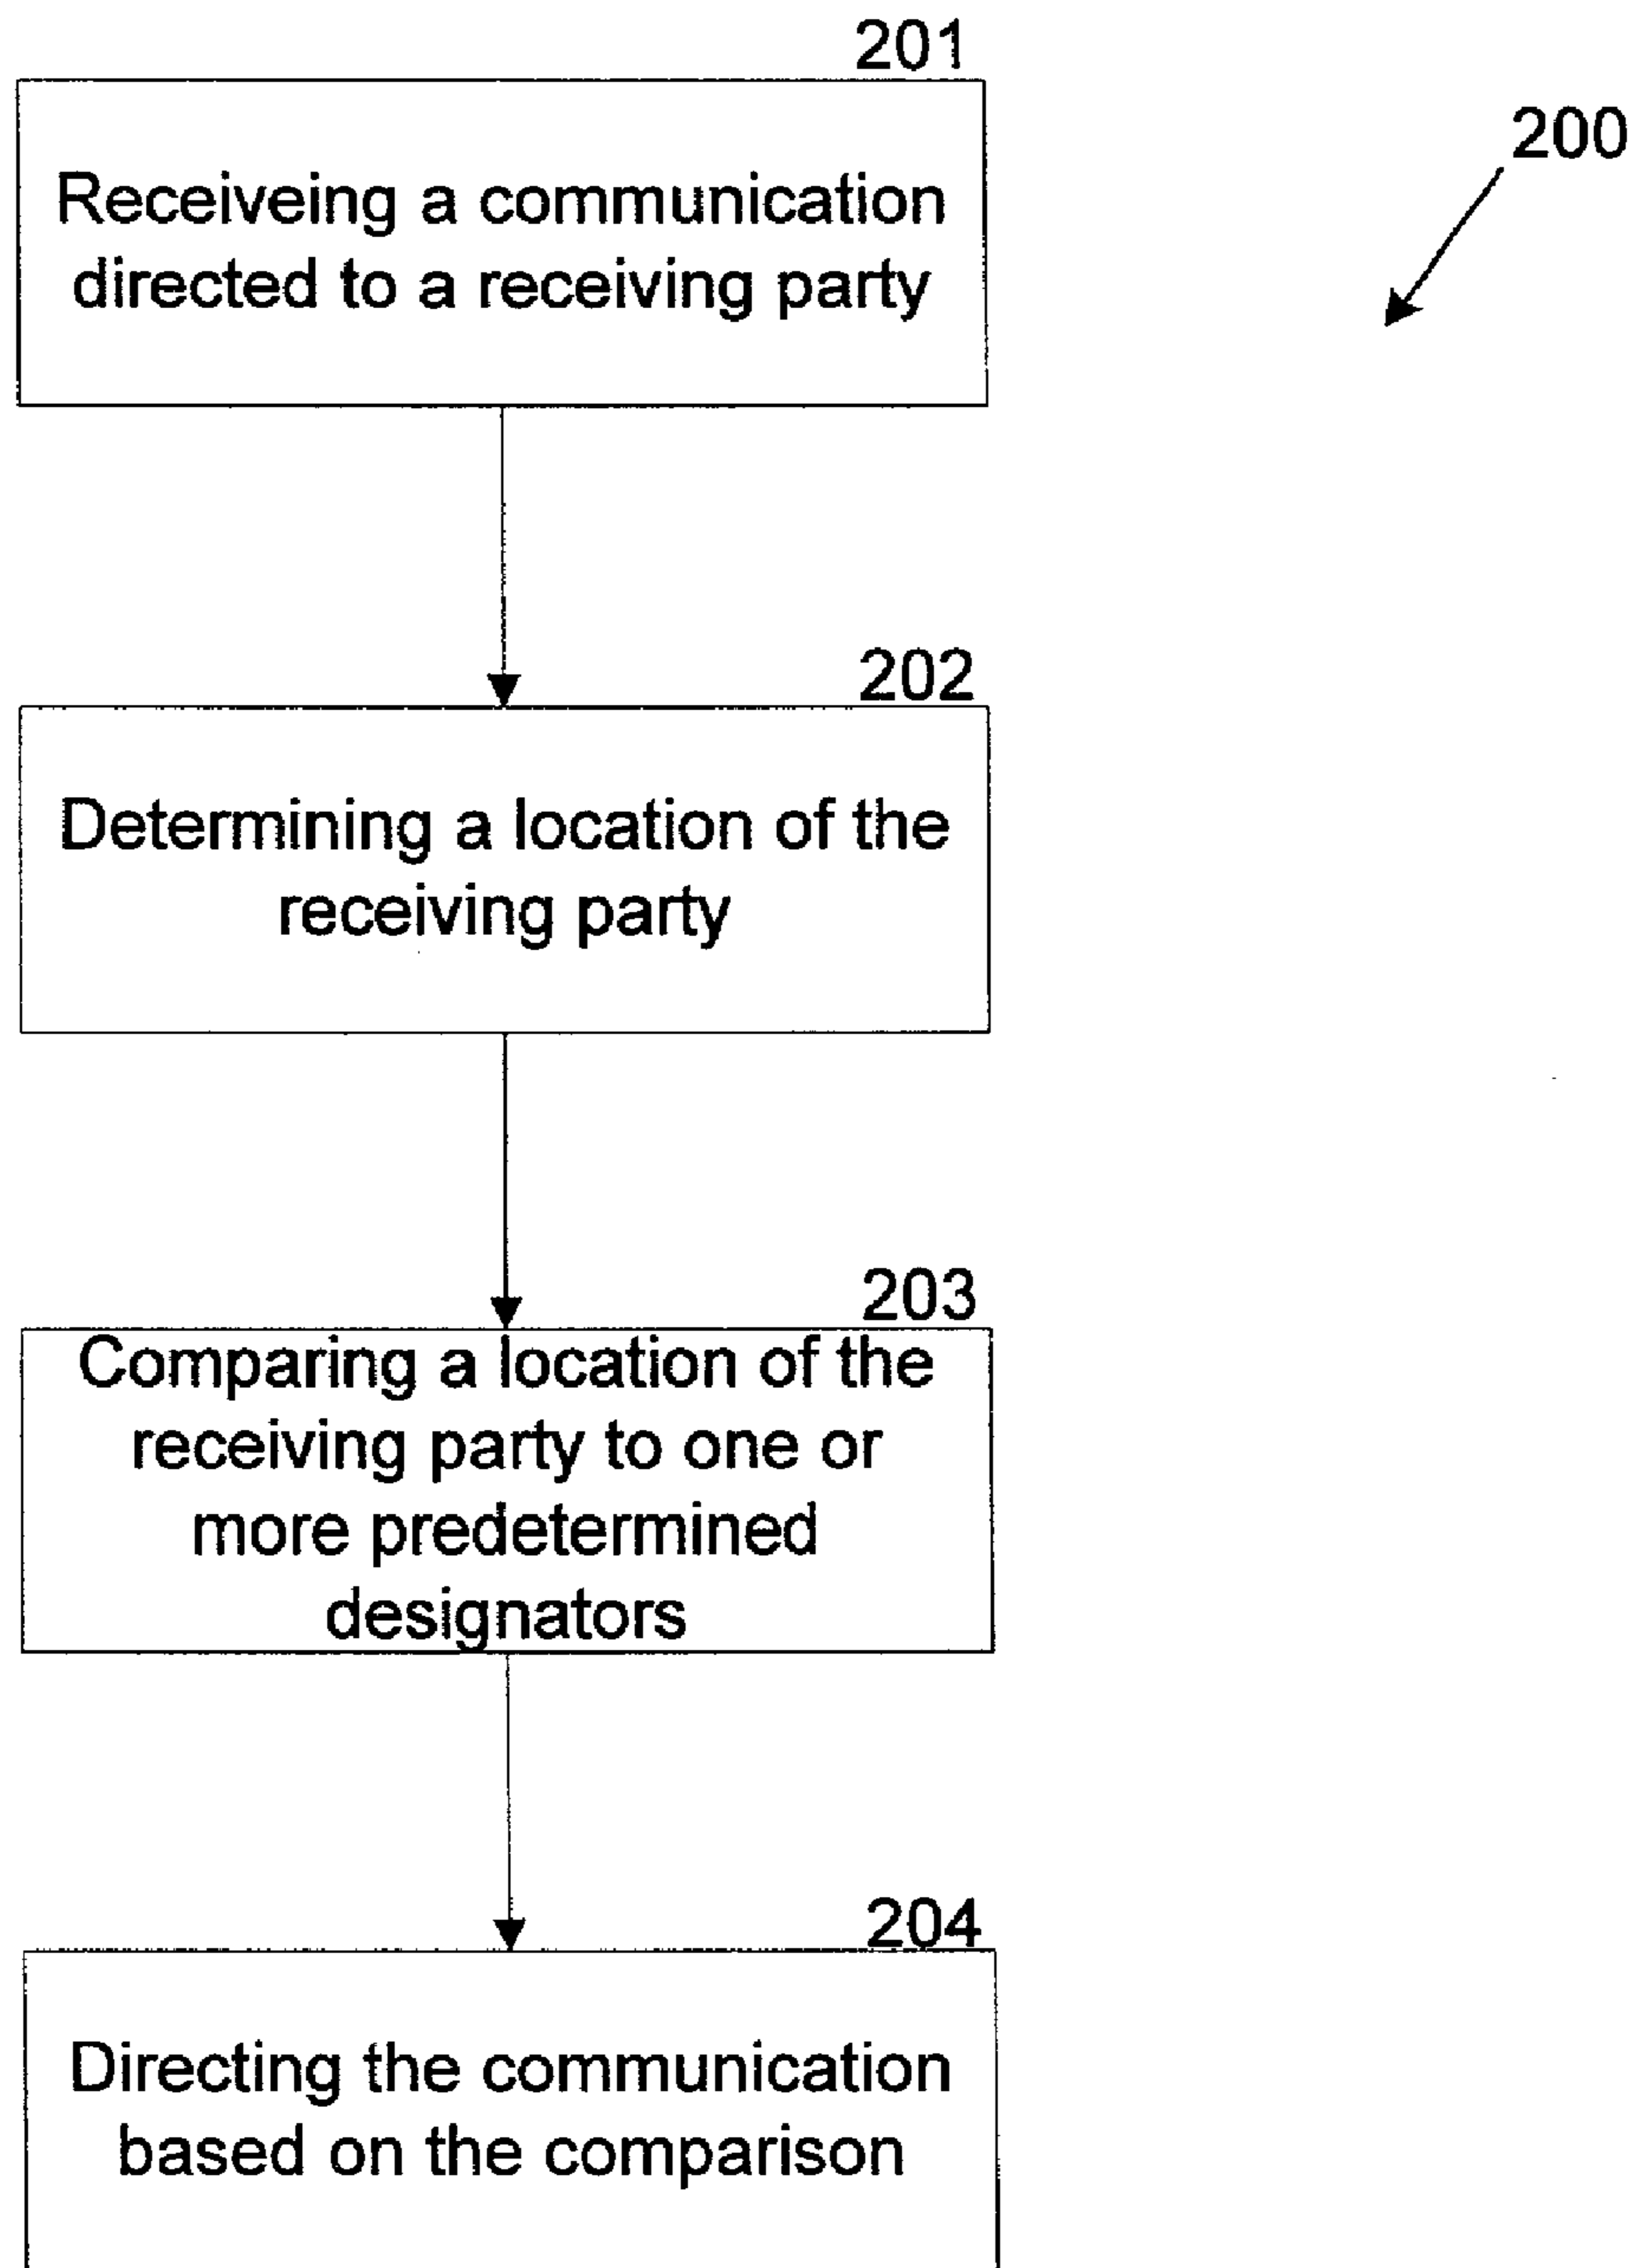 201
200
Receiveing a communication
directed to a receiving party
202
Determining a location of the
receiving party
203
Comparing a location of the
receiving party to one or
more predetermined
designators
204
Directing the communication
based on the comparison